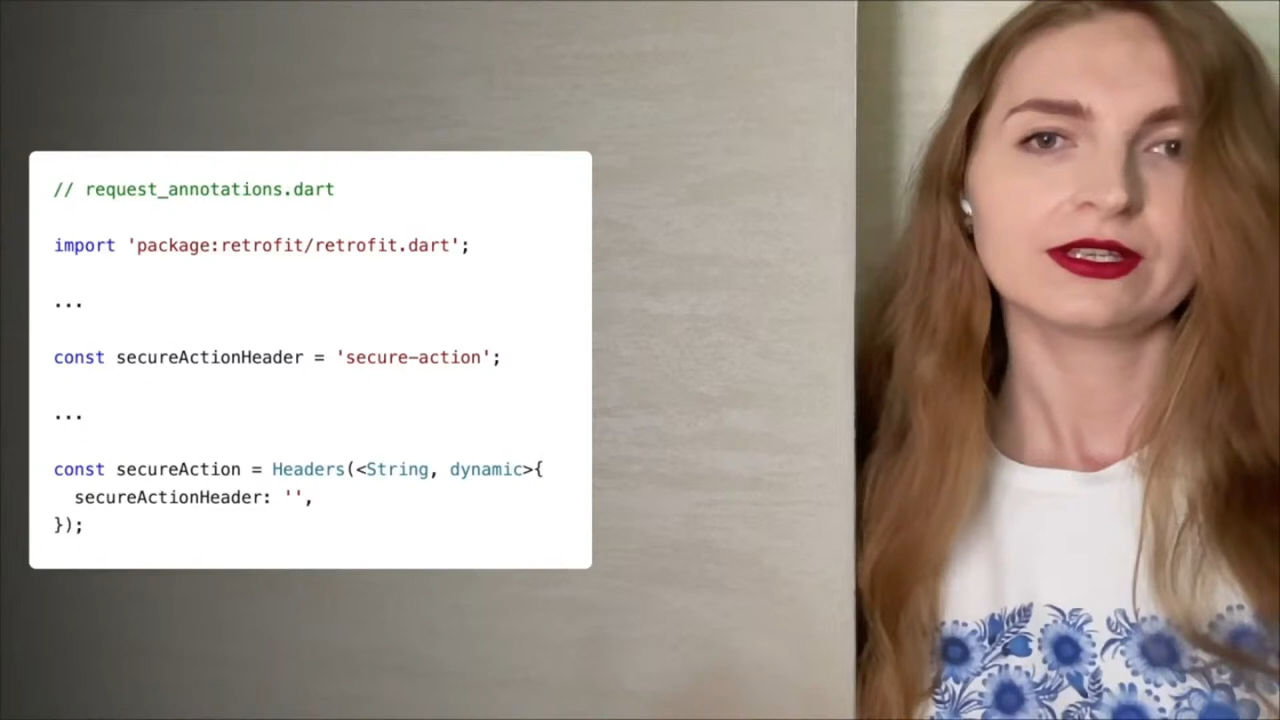 // request_annotations.dart
import 'package:retrofit/retrofit.dart';
...
const secureActionHeader = 'secure-action';
...
const secureAction = Headers(<String, dynamic>{
  secureActionHeader: '',
});